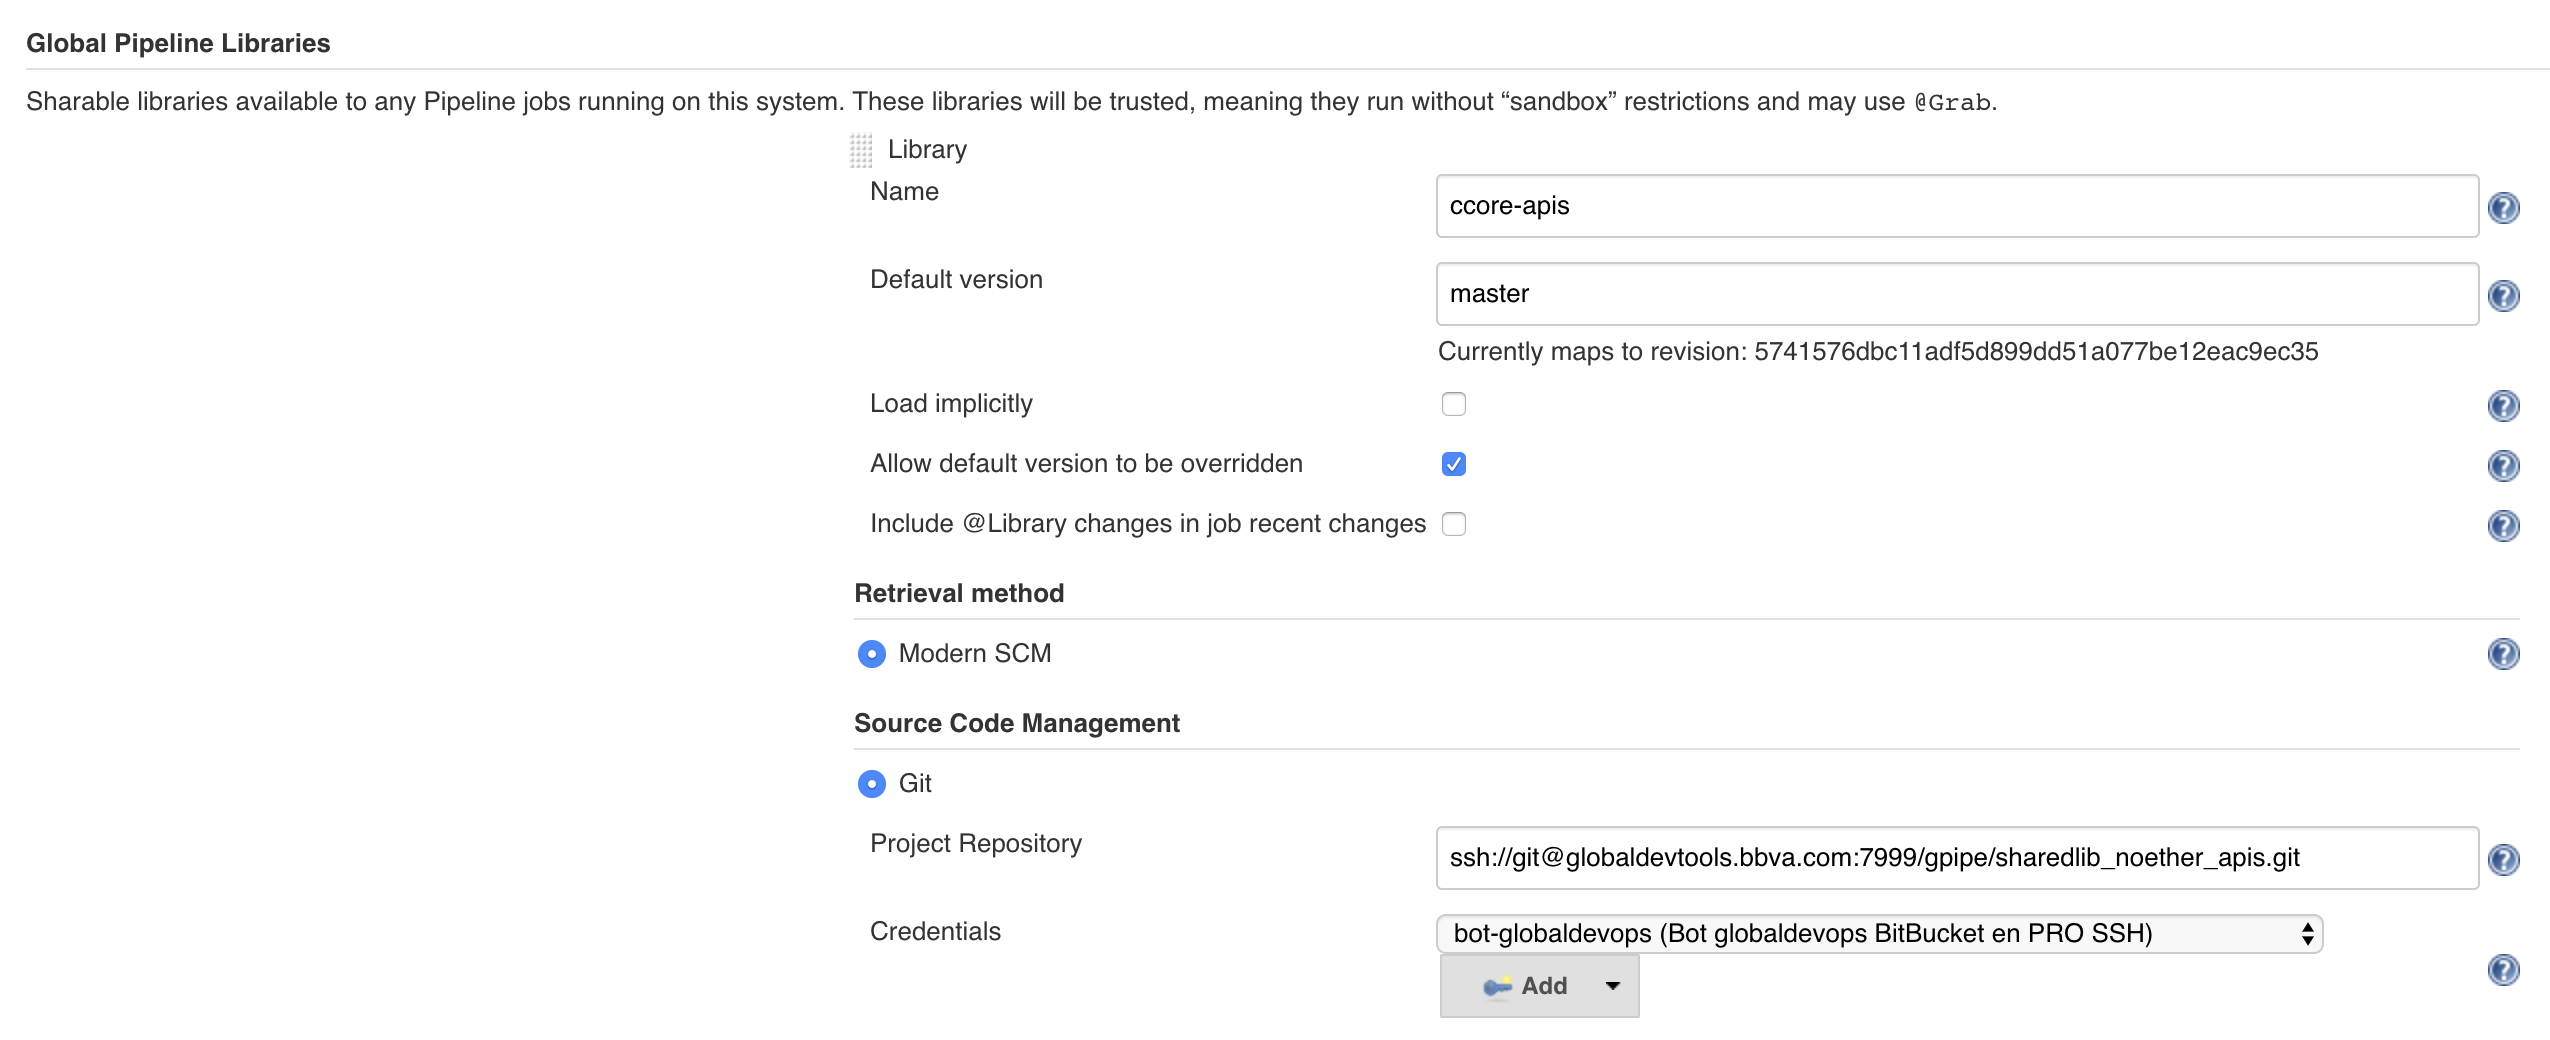 Global Pipeline Libraries
Sharable libraries available to any Pipeline jobs running on this system. These libraries will be trusted, meaning they run without “sandbox” restrictions and may use @Grab.
Library
Name
ccore-apis
Default version
master
Currently maps to revision: 5741576dbc11adf5d899dd51a077be12eac9ec35
Load implicitly
Allow default version to be overridden
Include @Library changes in job recent changes
Retrieval method
Modern SCM
Source Code Management
Git
Project Repository
ssh://git@globaldevtools.bbva.com:7999/gpipe/sharedlib_noether_apis.git
Credentials
bot-globaldevops (Bot globaldevops BitBucket en PRO SSH)
Add